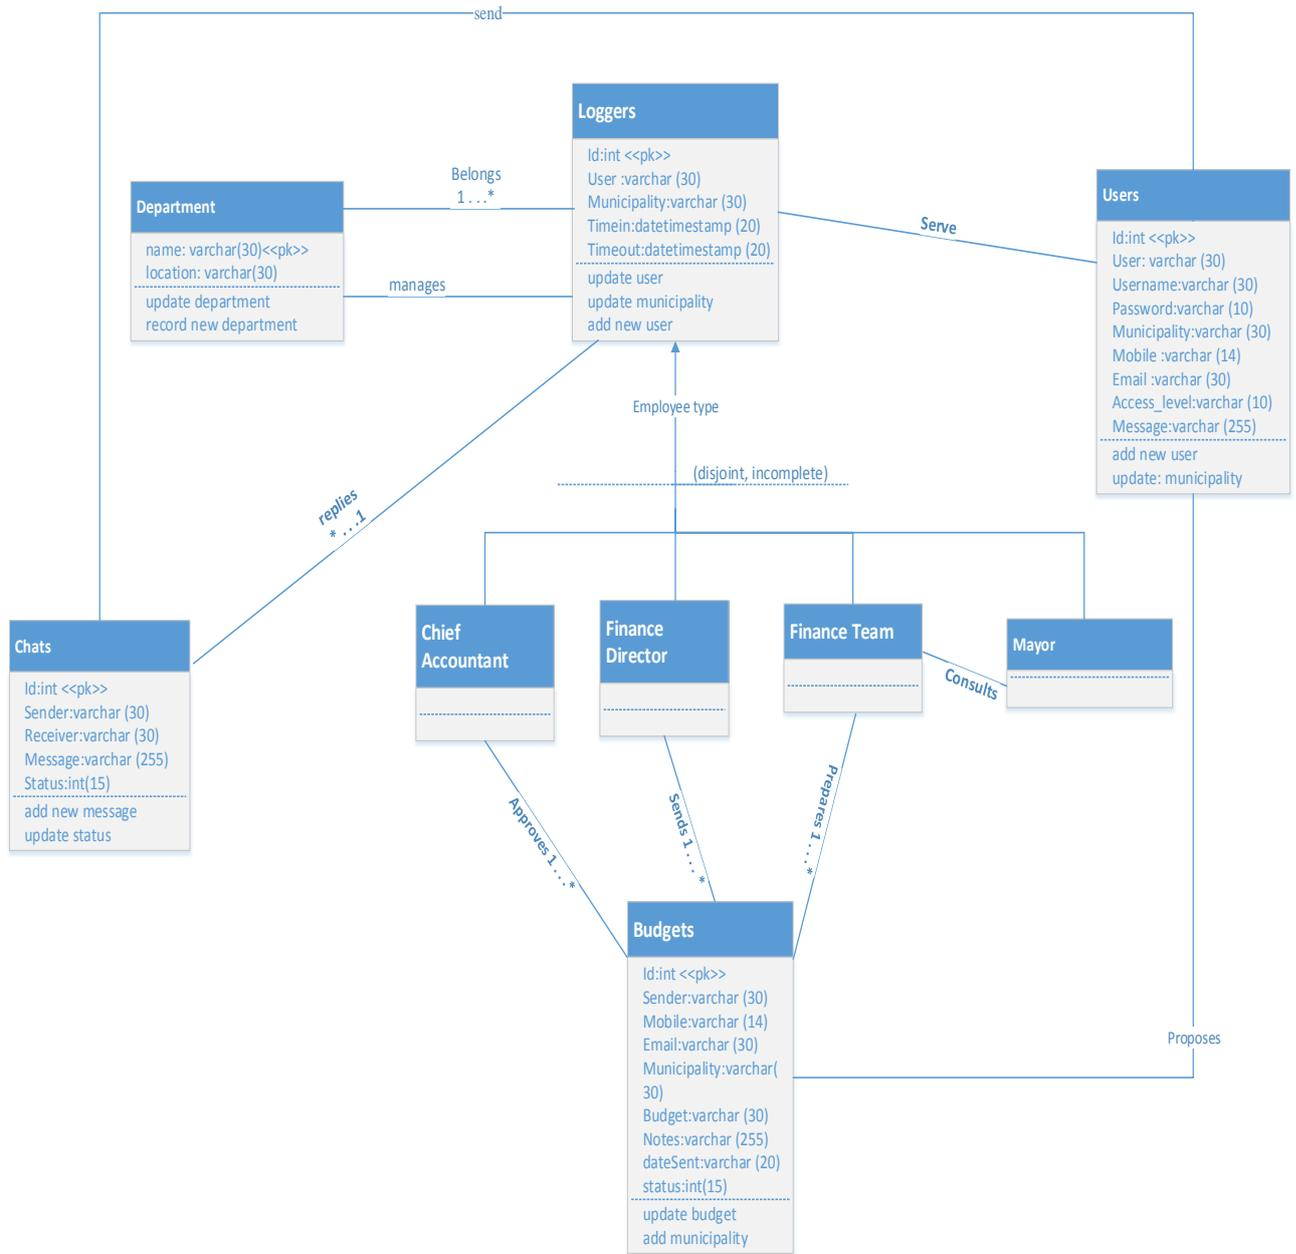 send
Loggers
Id:int <<pk>>
User :varchar (30)
Municipality:varchar (30)
Timein:datetimestamp (20)
Timeout:datetimestamp (20)
update user
update municipality
add new user
Belongs
1 . . .*
manages
Department
name: varchar(30)<<pk>>
location: varchar(30)
update department
record new department
Serve
Users
Id:int <<pk>>
User: varchar (30)
Username:varchar (30)
Password:varchar (10)
Municipality:varchar (30)
Mobile :varchar (14)
Email :varchar (30)
Access_level:varchar (10)
Message:varchar (255)
add new user
update: municipality
Employee type
(disjoint, incomplete)
replies
* . . .1
Chats
Id:int <<pk>>
Sender:varchar (30)
Receiver:varchar (30)
Message:varchar (255)
Status:int(15)
add new message
update status
Chief
Accountant
Finance
Director
Finance Team
Mayor
Consults
Approves 1 . . . .*
Sends 1 . . . .*
Prepares 1 . . . .*
Budgets
Id:int <<pk>>
Sender:varchar (30)
Mobile:varchar (14)
Email:varchar (30)
Municipality:varchar(
30)
Budget:varchar (30)
Notes:varchar (255)
dateSent:varchar (20)
status:int(15)
update budget
add municipality
Proposes